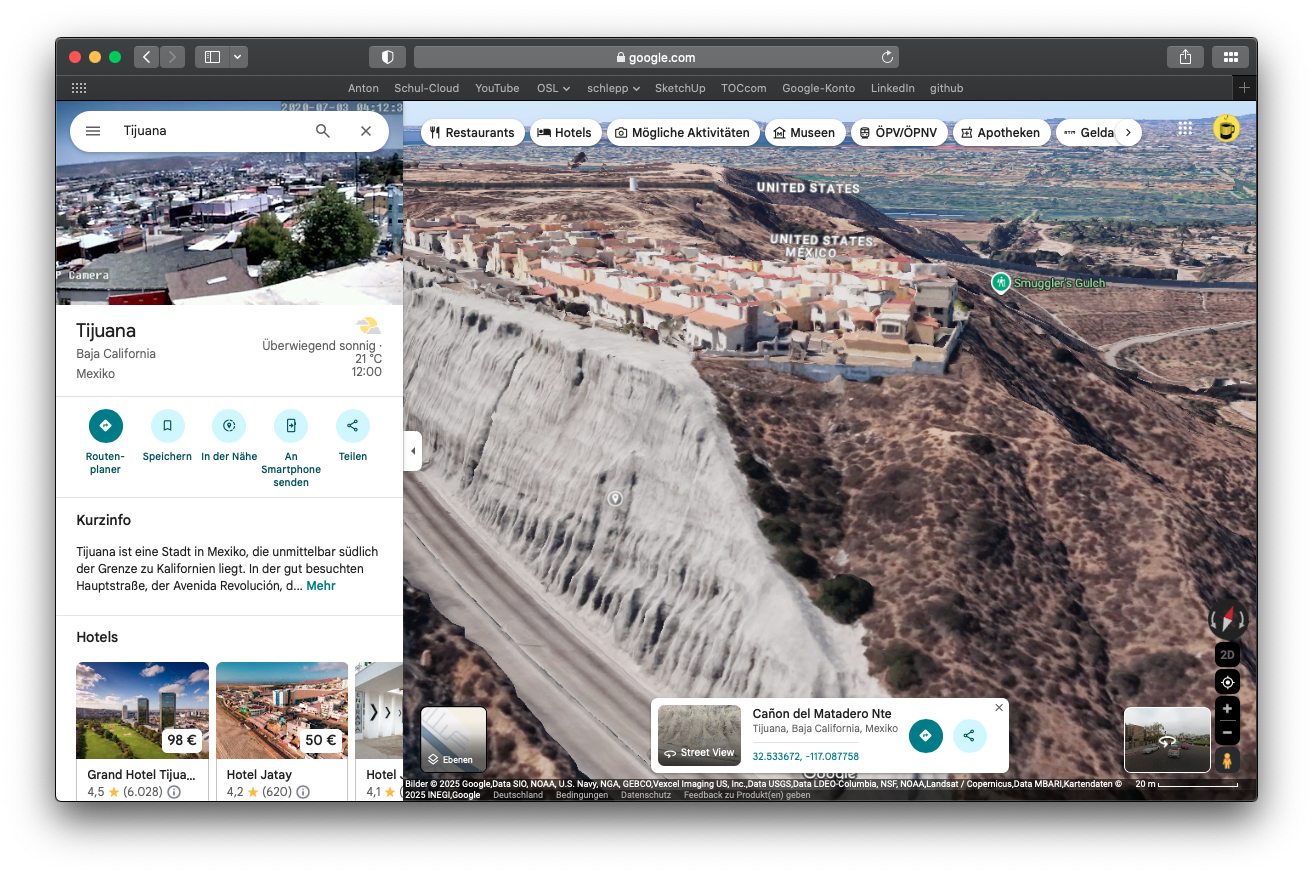 google.com
Anton
Schul-Cloud
YouTube
OSL
schlepp
SketchUp
TOCcom
Google-Konto
LinkedIn
github
2020-07-03 04:12:3
Tijuana
P Camera
Tijuana
Baja California
Mexiko
Überwiegend sonnig ·
21 °C
12:00
Routen-
planer
Speichern
In der Nähe
An
Smartphone
senden
Teilen
Kurzinfo
Tijuana ist eine Stadt in Mexiko, die unmittelbar südlich
der Grenze zu Kalifornien liegt. In der gut besuchten
Hauptstraße, der Avenida Revolución, d... Mehr
Hotels
98 €
Grand Hotel Tijua...
4,5 ★ (6.028)
50 €
Hotel Jatay
4,2 ★ (620)
Hotel
4,1 ★ (
Restaurants
Hotels
Mögliche Aktivitäten
Museen
ÖPV/ÖPNV
Apotheken
ATM
Gelda
UNITED STATES
UNITED STATES
MÉXICO
Smuggler's Gulch
Ebenen
Street View
Cañon del Matadero Nte
Tijuana, Baja California, Mexiko
32.533672, -117.087758
Google
2D
Bilder © 2025 Google,Data SIO, NOAA, U.S. Navy, NGA, GEBCO,Vexcel Imaging US, Inc.,Data USGS,Data LDEO-Columbia, NSF, NOAA,Landsat / Copernicus,Data MBARI,Kartendaten ©
2025 INEGI,Google Deutschland Bedingungen Datenschutz Feedback zu Produkt(en) geben
20 m